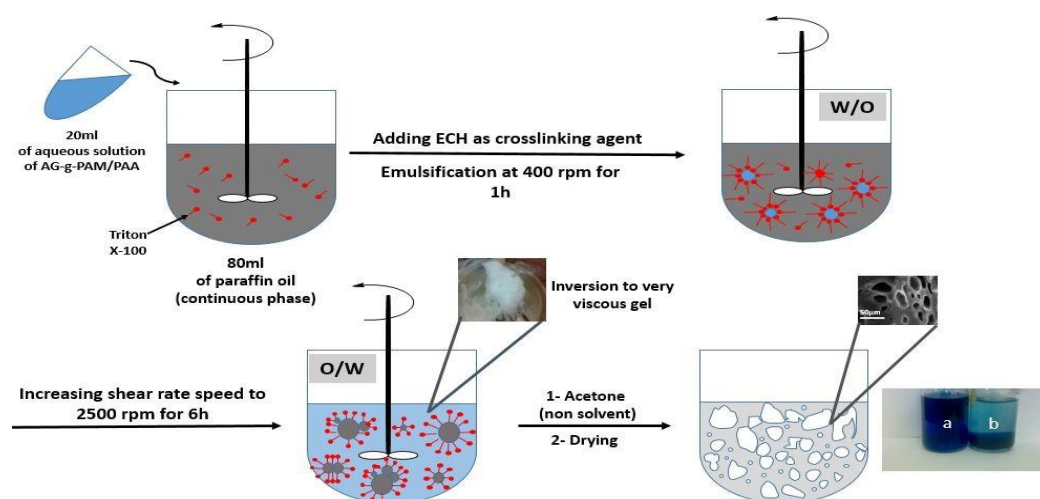 20ml
of aqueous solution
of AG-g-PAM/PAA
Triton
X-100
80ml
of paraffin oil
(continuous phase)
Adding ECH as crosslinking agent
Emulsification at 400 rpm for
1h
W/O
Increasing shear rate speed to
2500 rpm for 6h
O/W
Inversion to very
viscous gel
1- Acetone
(non solvent)
2- Drying
50µm
a
b